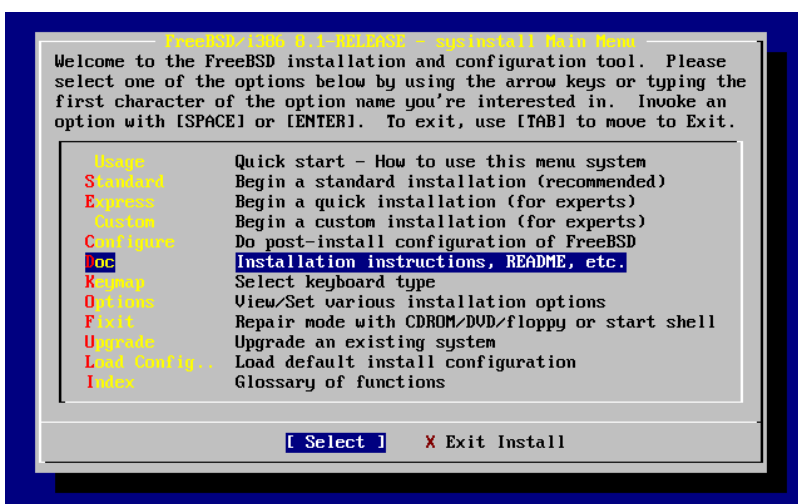 FreeBSD/i386 8.1-RELEASE - sysinstall Main Menu
Welcome to the FreeBSD installation and configuration tool.  Please
select one of the options below by using the arrow keys or typing the
first character of the option name you're interested in.  Invoke an
option with [SPACE] or [ENTER].  To exit, use [TAB] to move to Exit.
Usage Quick start - How to use this menu system
Standard Begin a standard installation (recommended)
Express Begin a quick installation (for experts)
Custom Begin a custom installation (for experts)
Configure Do post-install configuration of FreeBSD
Doc Installation instructions, README, etc.
Keymap Select keyboard type
Options View/Set various installation options
Fixit Repair mode with CDROM/DVD/floppy or start shell
Upgrade Upgrade an existing system
Load Config.. Load default install configuration
Index Glossary of functions
[ Select ] X Exit Install